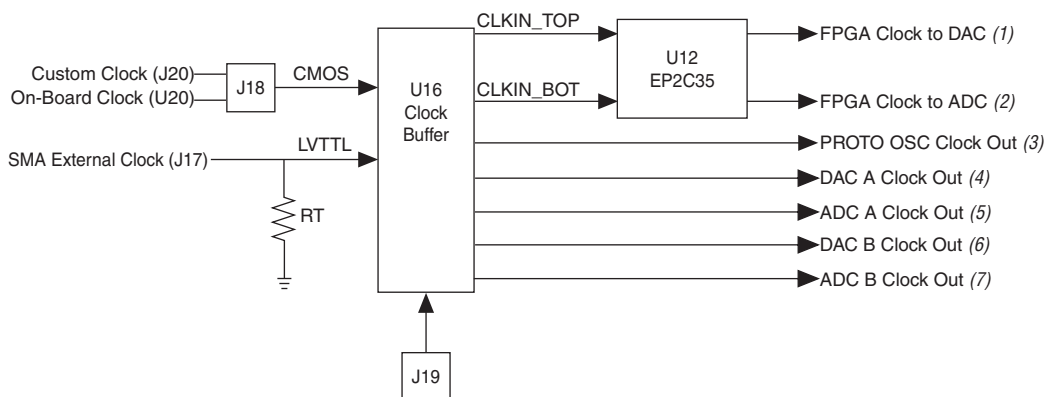 CLKIN_TOP
FPGA Clock to DAC (1)
U12
EP2C35
Custom Clock (J20)
CMOS
J18
On-Board Clock (U20)
U16
Clock
Buffer
CLKIN_BOT
FPGA Clock to ADC (2)
PROTO OSC Clock Out (3)
SMA External Clock (J17)
LVTTL
DAC A Clock Out (4)
RT
ADC A Clock Out (5)
DAC B Clock Out (6)
ADC B Clock Out (7)
J19